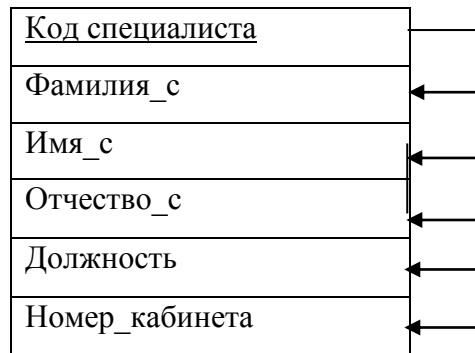 Код специалиста
Фамилия_с
Имя_с
Отчество_с
Должность
Номер_кабинета